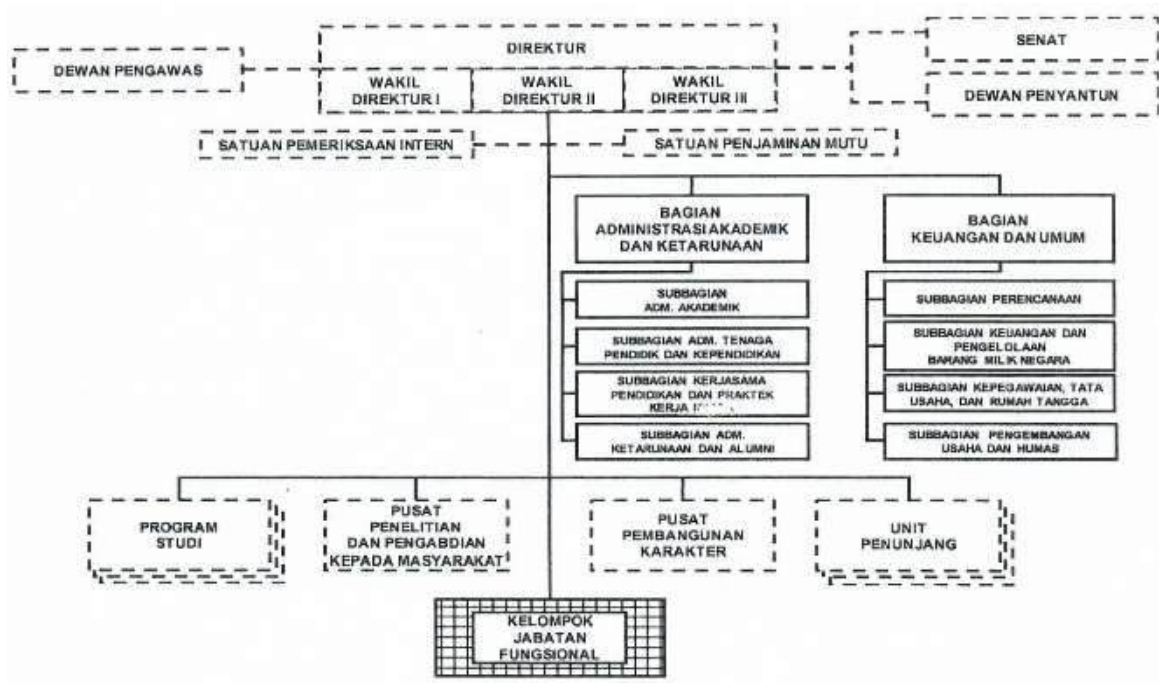 DIREKTUR
SENAT
DEWAN PENGAWAS
WAKIL
DIREKTUR I
WAKIL
DIREKTUR II
WAKIL
DIREKTUR III
DEWAN PENYANTUN
SATUAN PEMERIKSAAN INTERN
SATUAN PENJAMINAN MUTU
BAGIAN
ADMINISTRASI AKADEMIK
DAN KETARUNAAN
BAGIAN
KEUANGAN DAN UMUM
SUBBAGIAN
ADM. AKADEMIK
SUBBAGIAN ADM. TENAGA
PENDIDIK DAN KEPENDIDIKAN
SUBBAGIAN KERJASAMA
PENDIDIKAN DAN PRAKTEK
KERJA
SUBBAGIAN ADM.
KETARUNAAN DAN ALUMNI
SUBBAGIAN PERENCANAAN
SUBBAGIAN KEUANGAN DAN
PENGELOLAAN
BARANG MILIK NEGARA
SUBBAGIAN KEPEGAWAIAN, TATA
USAHA, DAN RUMAH TANGGA
SUBBAGIAN PENGEMBANGAN
USAHA DAN HUMAS
PROGRAM
STUDI
PUSAT
PENELITIAN
DAN PENGABDIAN
KEPADA MASYARAKAT
PUSAT
PEMBANGUNAN
KARAKTER
UNIT
PENUNJANG
KELOMPOK
JABATAN
FUNGSIONAL